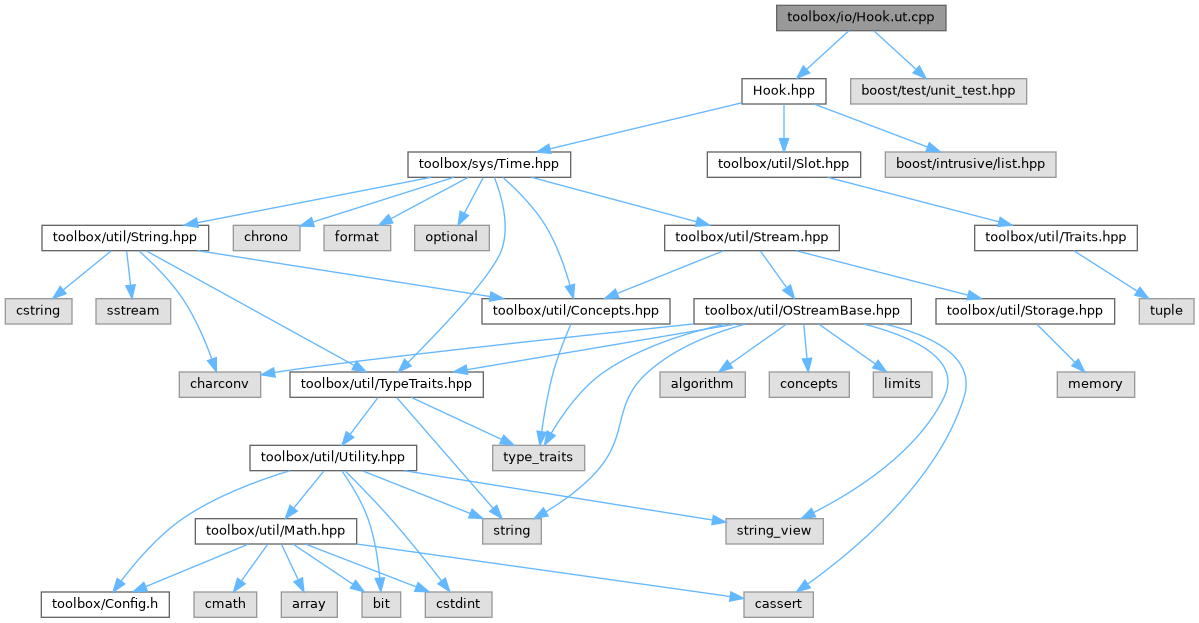 toolbox/io/Hook.ut.cpp
Hook.hpp
boost/test/unit_test.hpp
toolbox/sys/Time.hpp
toolbox/util/Slot.hpp
boost/intrusive/list.hpp
toolbox/util/String.hpp
chrono
format
optional
toolbox/util/Stream.hpp
toolbox/util/Traits.hpp
cstring
sstream
toolbox/util/Concepts.hpp
toolbox/util/OStreamBase.hpp
toolbox/util/Storage.hpp
tuple
charconv
toolbox/util/TypeTraits.hpp
algorithm
concepts
limits
memory
toolbox/util/Utility.hpp
type_traits
toolbox/util/Math.hpp
string
string_view
toolbox/Config.h
cmath
array
bit
cstdint
cassert